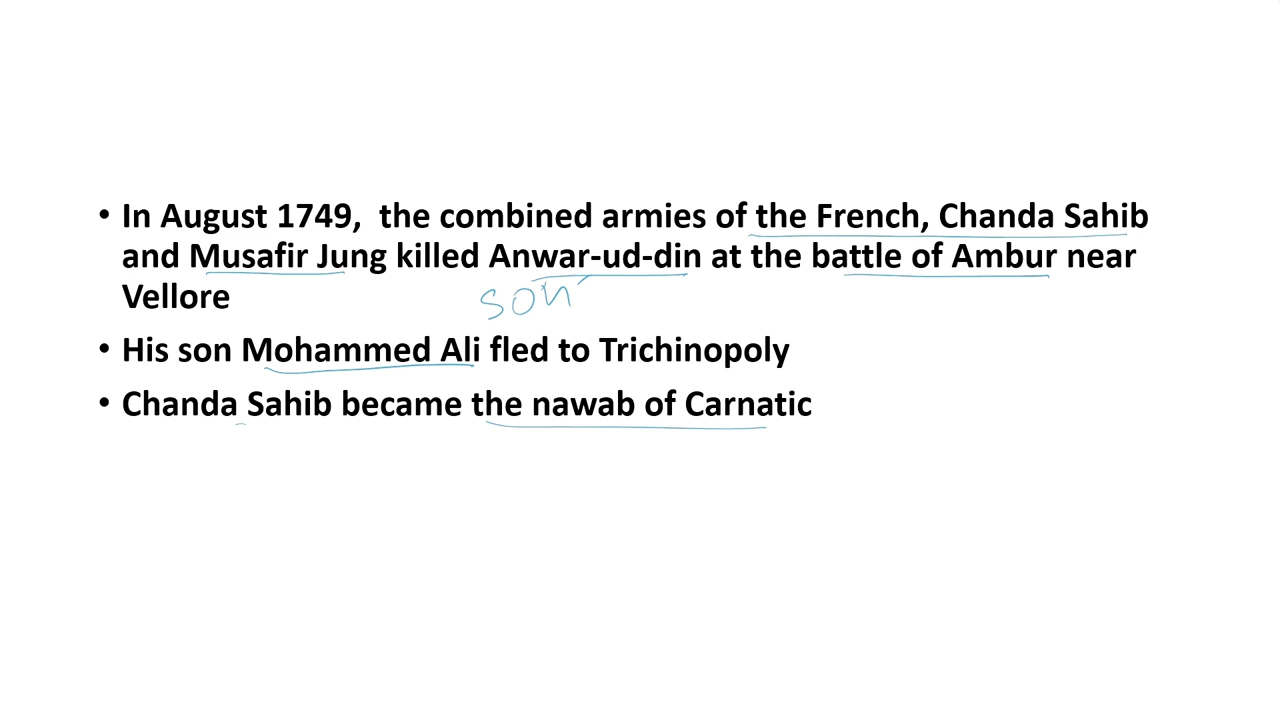 • In August 1749,  the combined armies of the French, Chanda Sahib
and Musafir Jung killed Anwar-ud-din at the battle of Ambur near
Vellore
son
• His son Mohammed Ali fled to Trichinopoly
• Chanda Sahib became the nawab of Carnatic